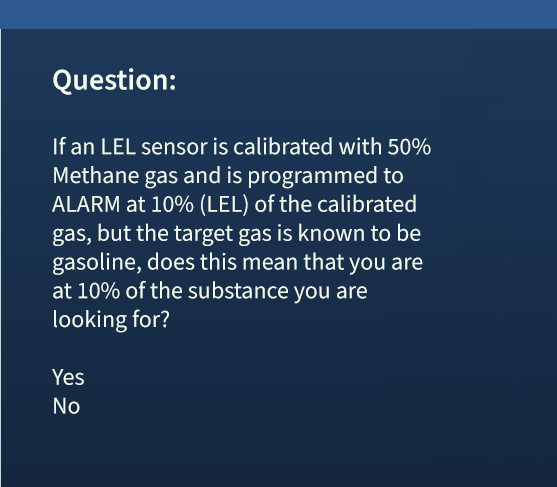 Question:
If an LEL sensor is calibrated with 50%
Methane gas and is programmed to
ALARM at 10% (LEL) of the calibrated
gas, but the target gas is known to be
gasoline, does this mean that you are
at 10% of the substance you are
looking for?
Yes
No